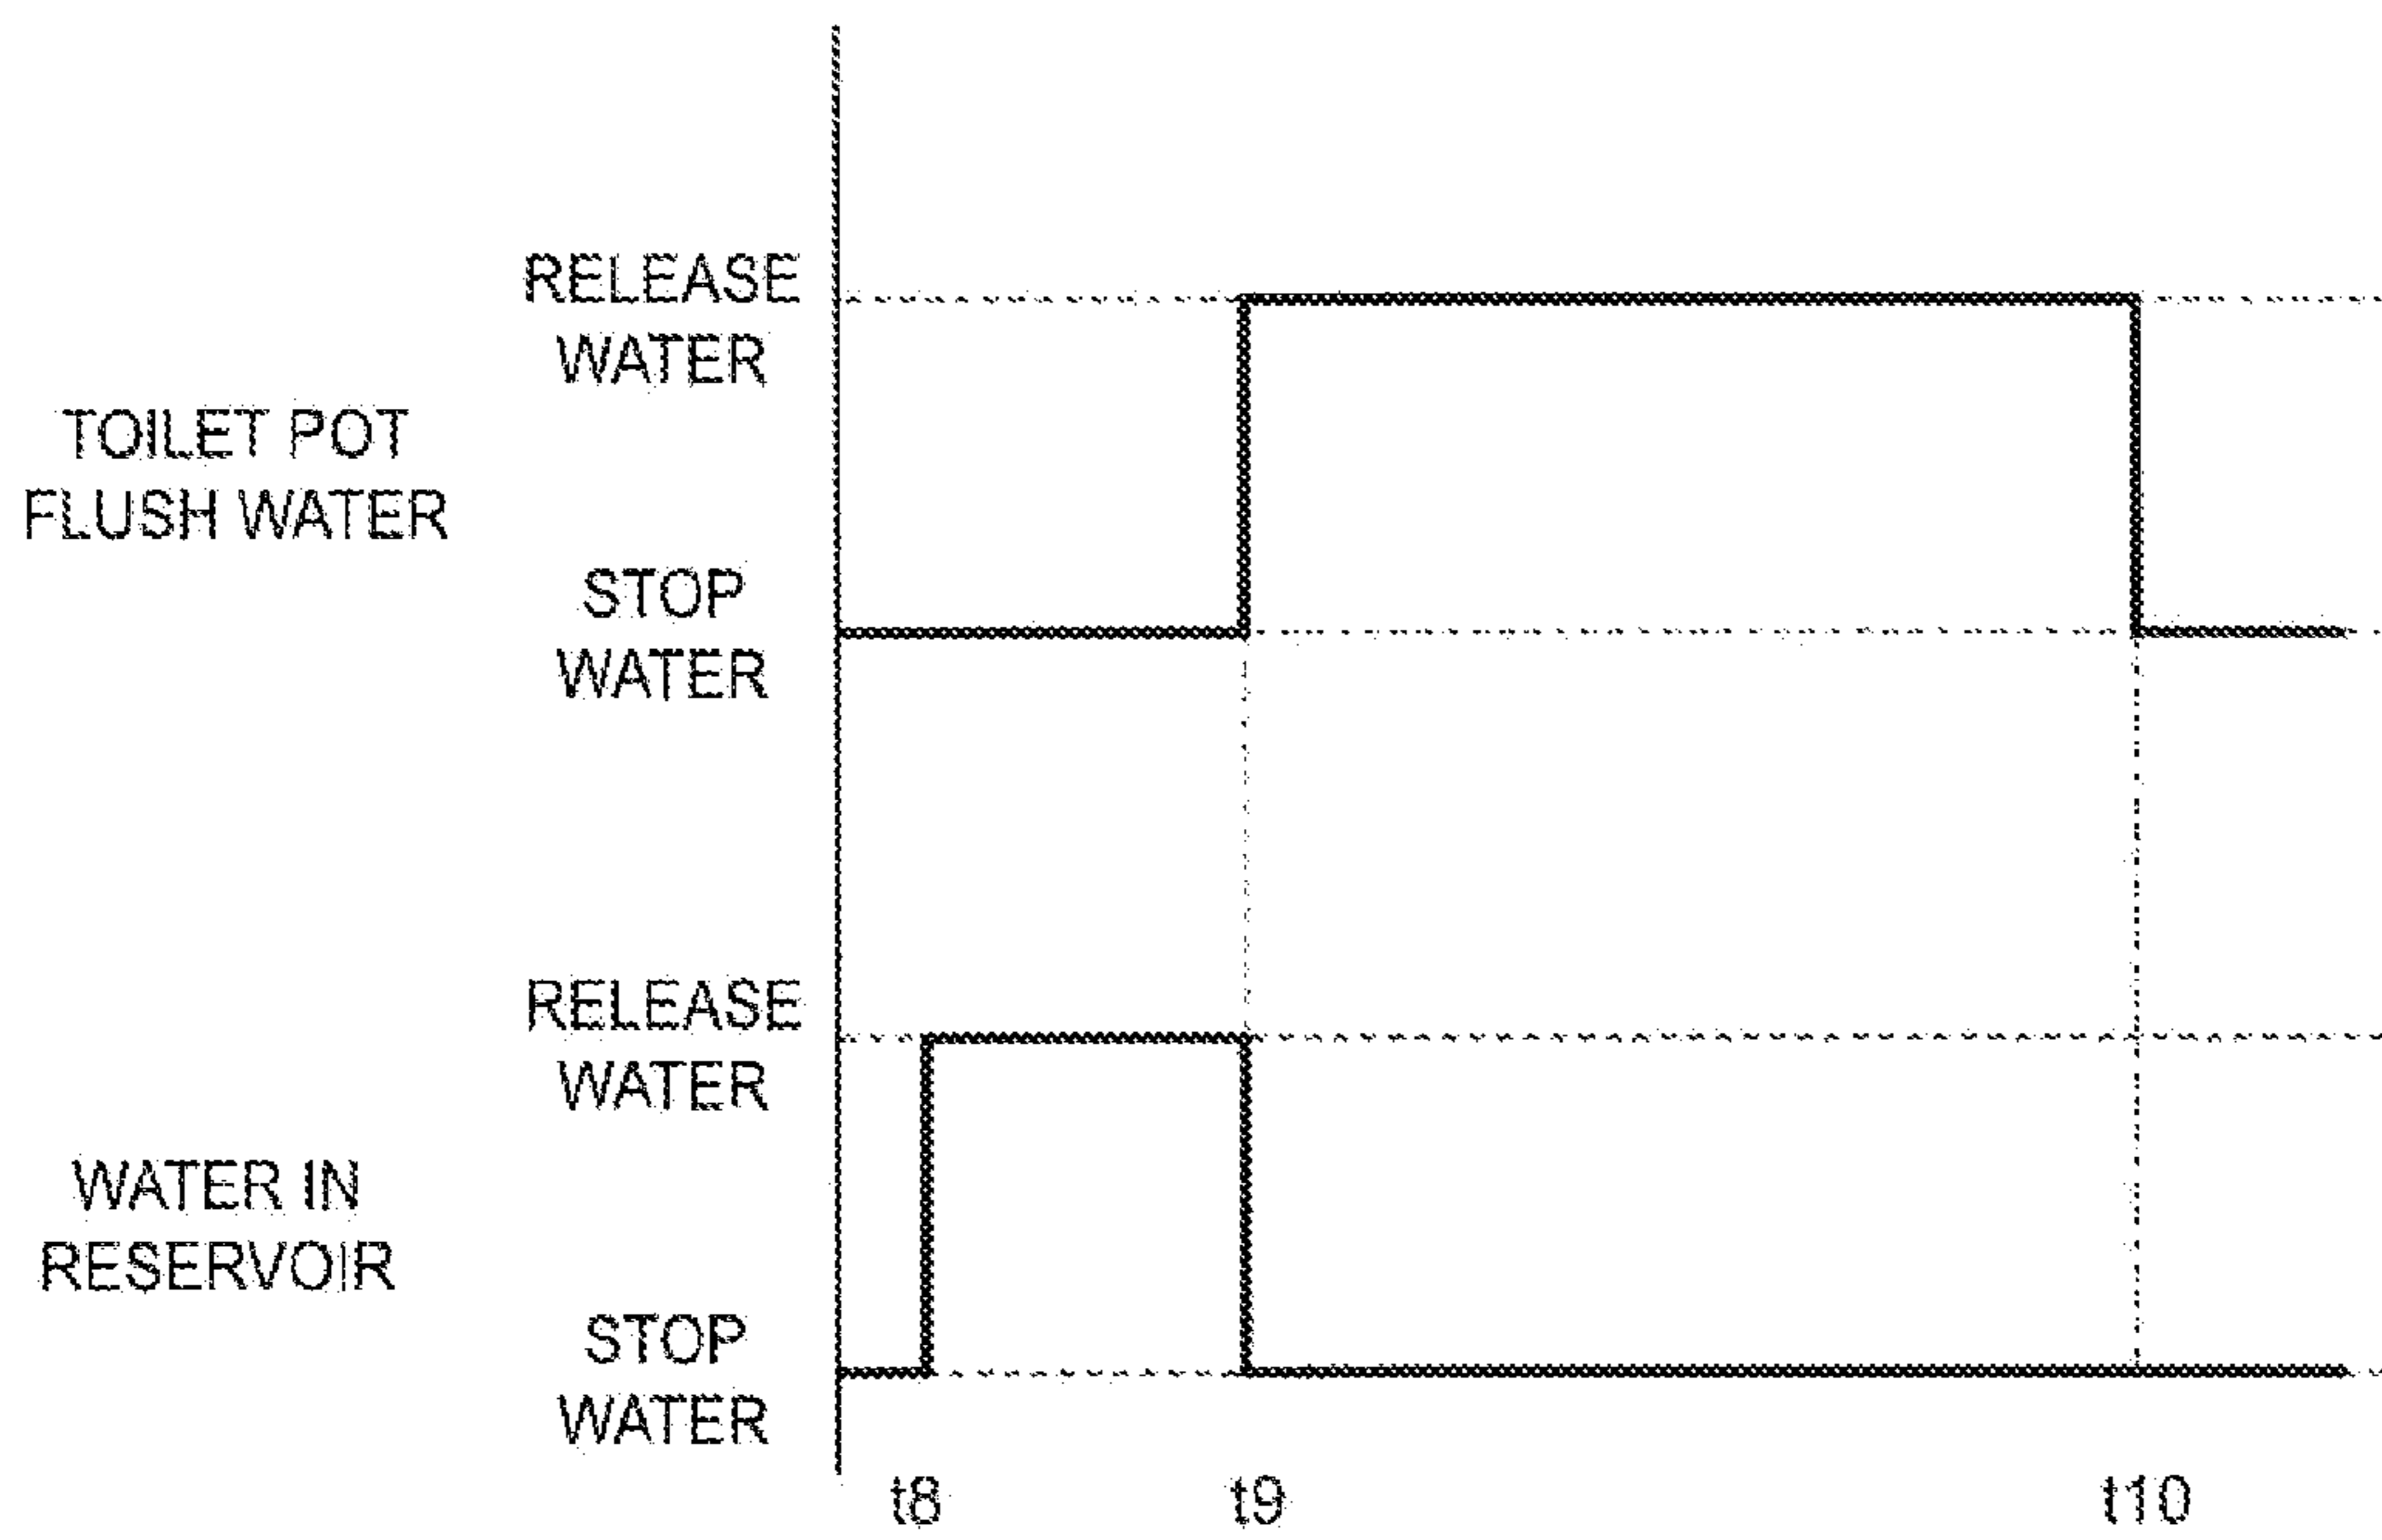 RELEASE
WATER
TOILET POT
FLUSH WATER
STOP
WATER
RELEASE
WATER
WATER IN
RESERVOIR
STOP
WATER
t8 t9 t10